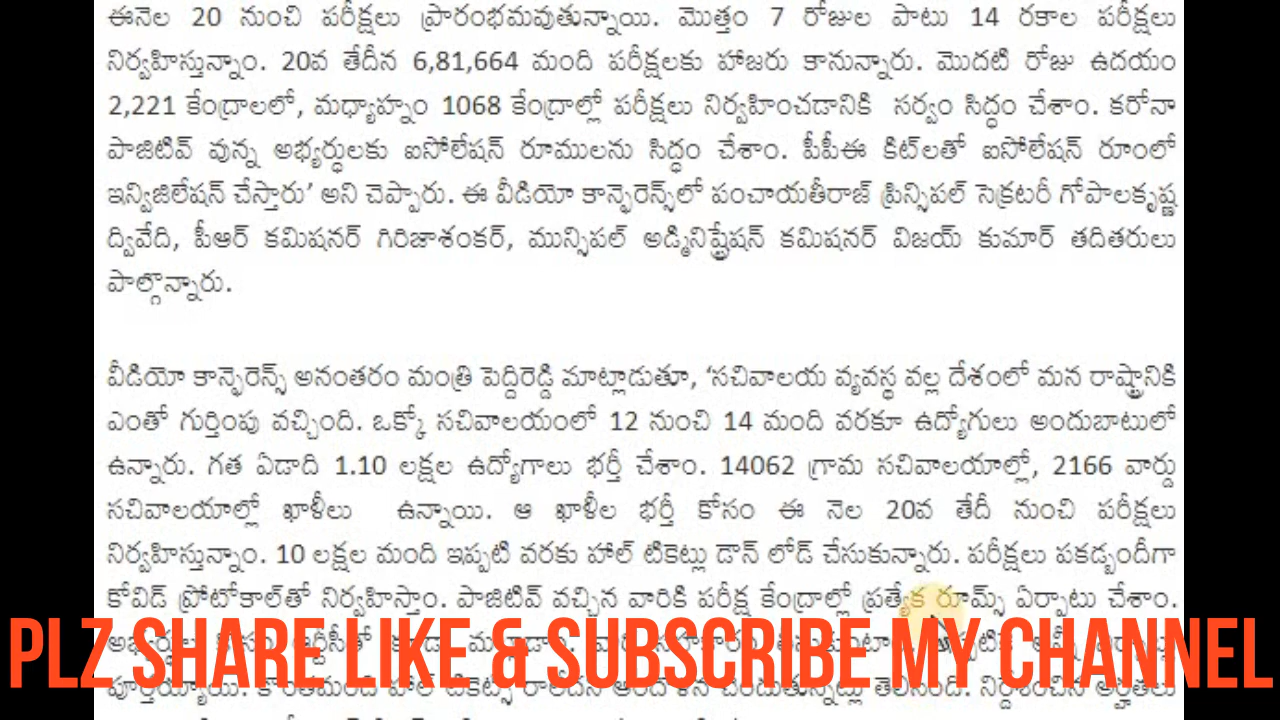 ఈనెల 20 నుంచి పరీక్షలు ప్రారంభమవుతున్నాయి. మొత్తం 7 రోజుల పాటు 14 రకాల పరీక్షలు
నిర్వహిస్తున్నాం. 20వ తేదీన 6,81,664 మంది పరీక్షలకు హాజరు కానున్నారు. మొదటి రోజు ఉదయం
2,221 కేంద్రాలలో, మధ్యాహ్నం 1068 కేంద్రాల్లో పరీక్షలు నిర్వహించడానికి సర్వం సిద్ధం చేశాం. కరోనా
పాజిటివ్ వున్న అభ్యర్థులకు ఐసోలేషన్ రూములను సిద్ధం చేశాం. పీపీఈ కిట్‌లతో ఐసోలేషన్ రూంలో
ఇన్విజిలేషన్ చేస్తారు’ అని చెప్పారు. ఈ వీడియో కాన్ఫెరెన్స్‌లో పంచాయతీరాజ్ ప్రిన్సిపల్ సెక్రటరీ గోపాలకృష్ణ
ద్వివేది, పీఆర్ కమిషనర్ గిరిజాశంకర్, మున్సిపల్ అడ్మినిష్ట్రేషన్ కమిషనర్ విజయ్ కుమార్ తదితరులు
పాల్గొన్నారు.
వీడియో కాన్ఫెరెన్స్ అనంతరం మంత్రి పెద్దిరెడ్డి మాట్లాడుతూ, ‘సచివాలయ వ్యవస్థ వల్ల దేశంలో మన రాష్ట్రానికి
ఎంతో గుర్తింపు వచ్చింది. ఒక్కో సచివాలయంలో 12 నుంచి 14 మంది వరకూ ఉద్యోగులు అందుబాటులో
ఉన్నారు. గత ఏడాది 1.10 లక్షల ఉద్యోగాలు భర్తీ చేశాం. 14062 గ్రామ సచివాలయాల్లో, 2166 వార్డు
సచివాలయాల్లో ఖాళీలు ఉన్నాయి. ఆ ఖాళీల భర్తీ కోసం ఈ నెల 20వ తేదీ నుంచి పరీక్షలు
నిర్వహిస్తున్నాం. 10 లక్షల మంది ఇప్పటి వరకు హాల్ టికెట్లు డౌన్ లోడ్ చేసుకున్నారు. పరీక్షలు పకడ్బందీగా
కోవిడ్ ప్రోటోకాల్‌తో నిర్వహిస్తాం. పాజిటివ్ వచ్చిన వారికి పరీక్ష కేంద్రాల్లో ప్రత్యేక రూమ్స్ ఏర్పాటు చేశాం.
PLZ SHARE LIKE & SUBSCRIBE MY CHANNEL